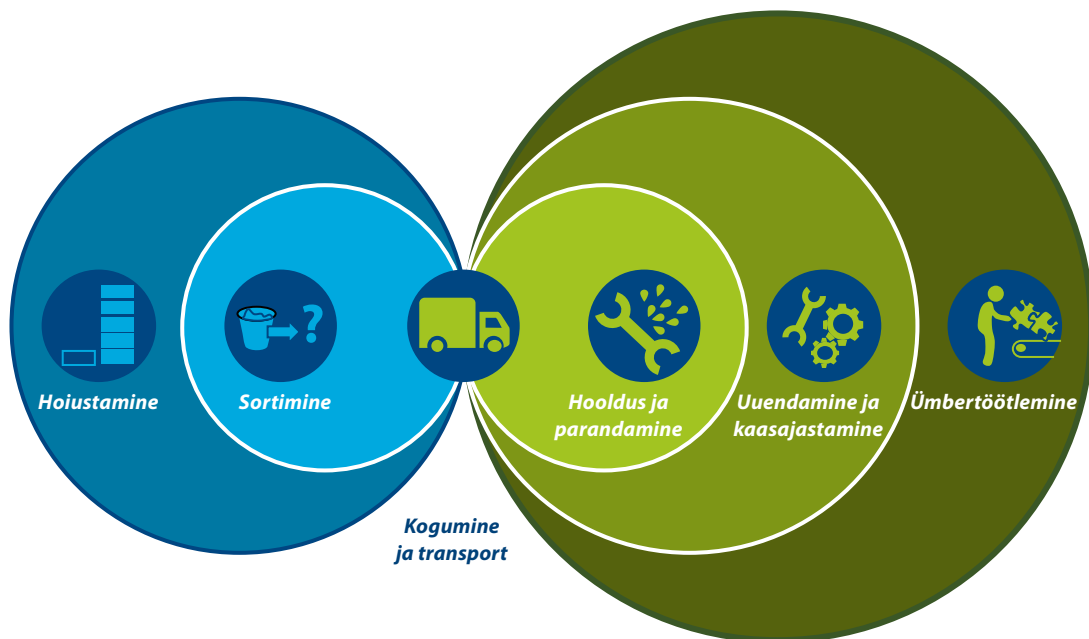 Hoiustamine
Sortimine
Kogumine
ja transport
Hooldus ja
parandamine
Uuendamine ja
kaasajastamine
Ümbertöötlemine
?